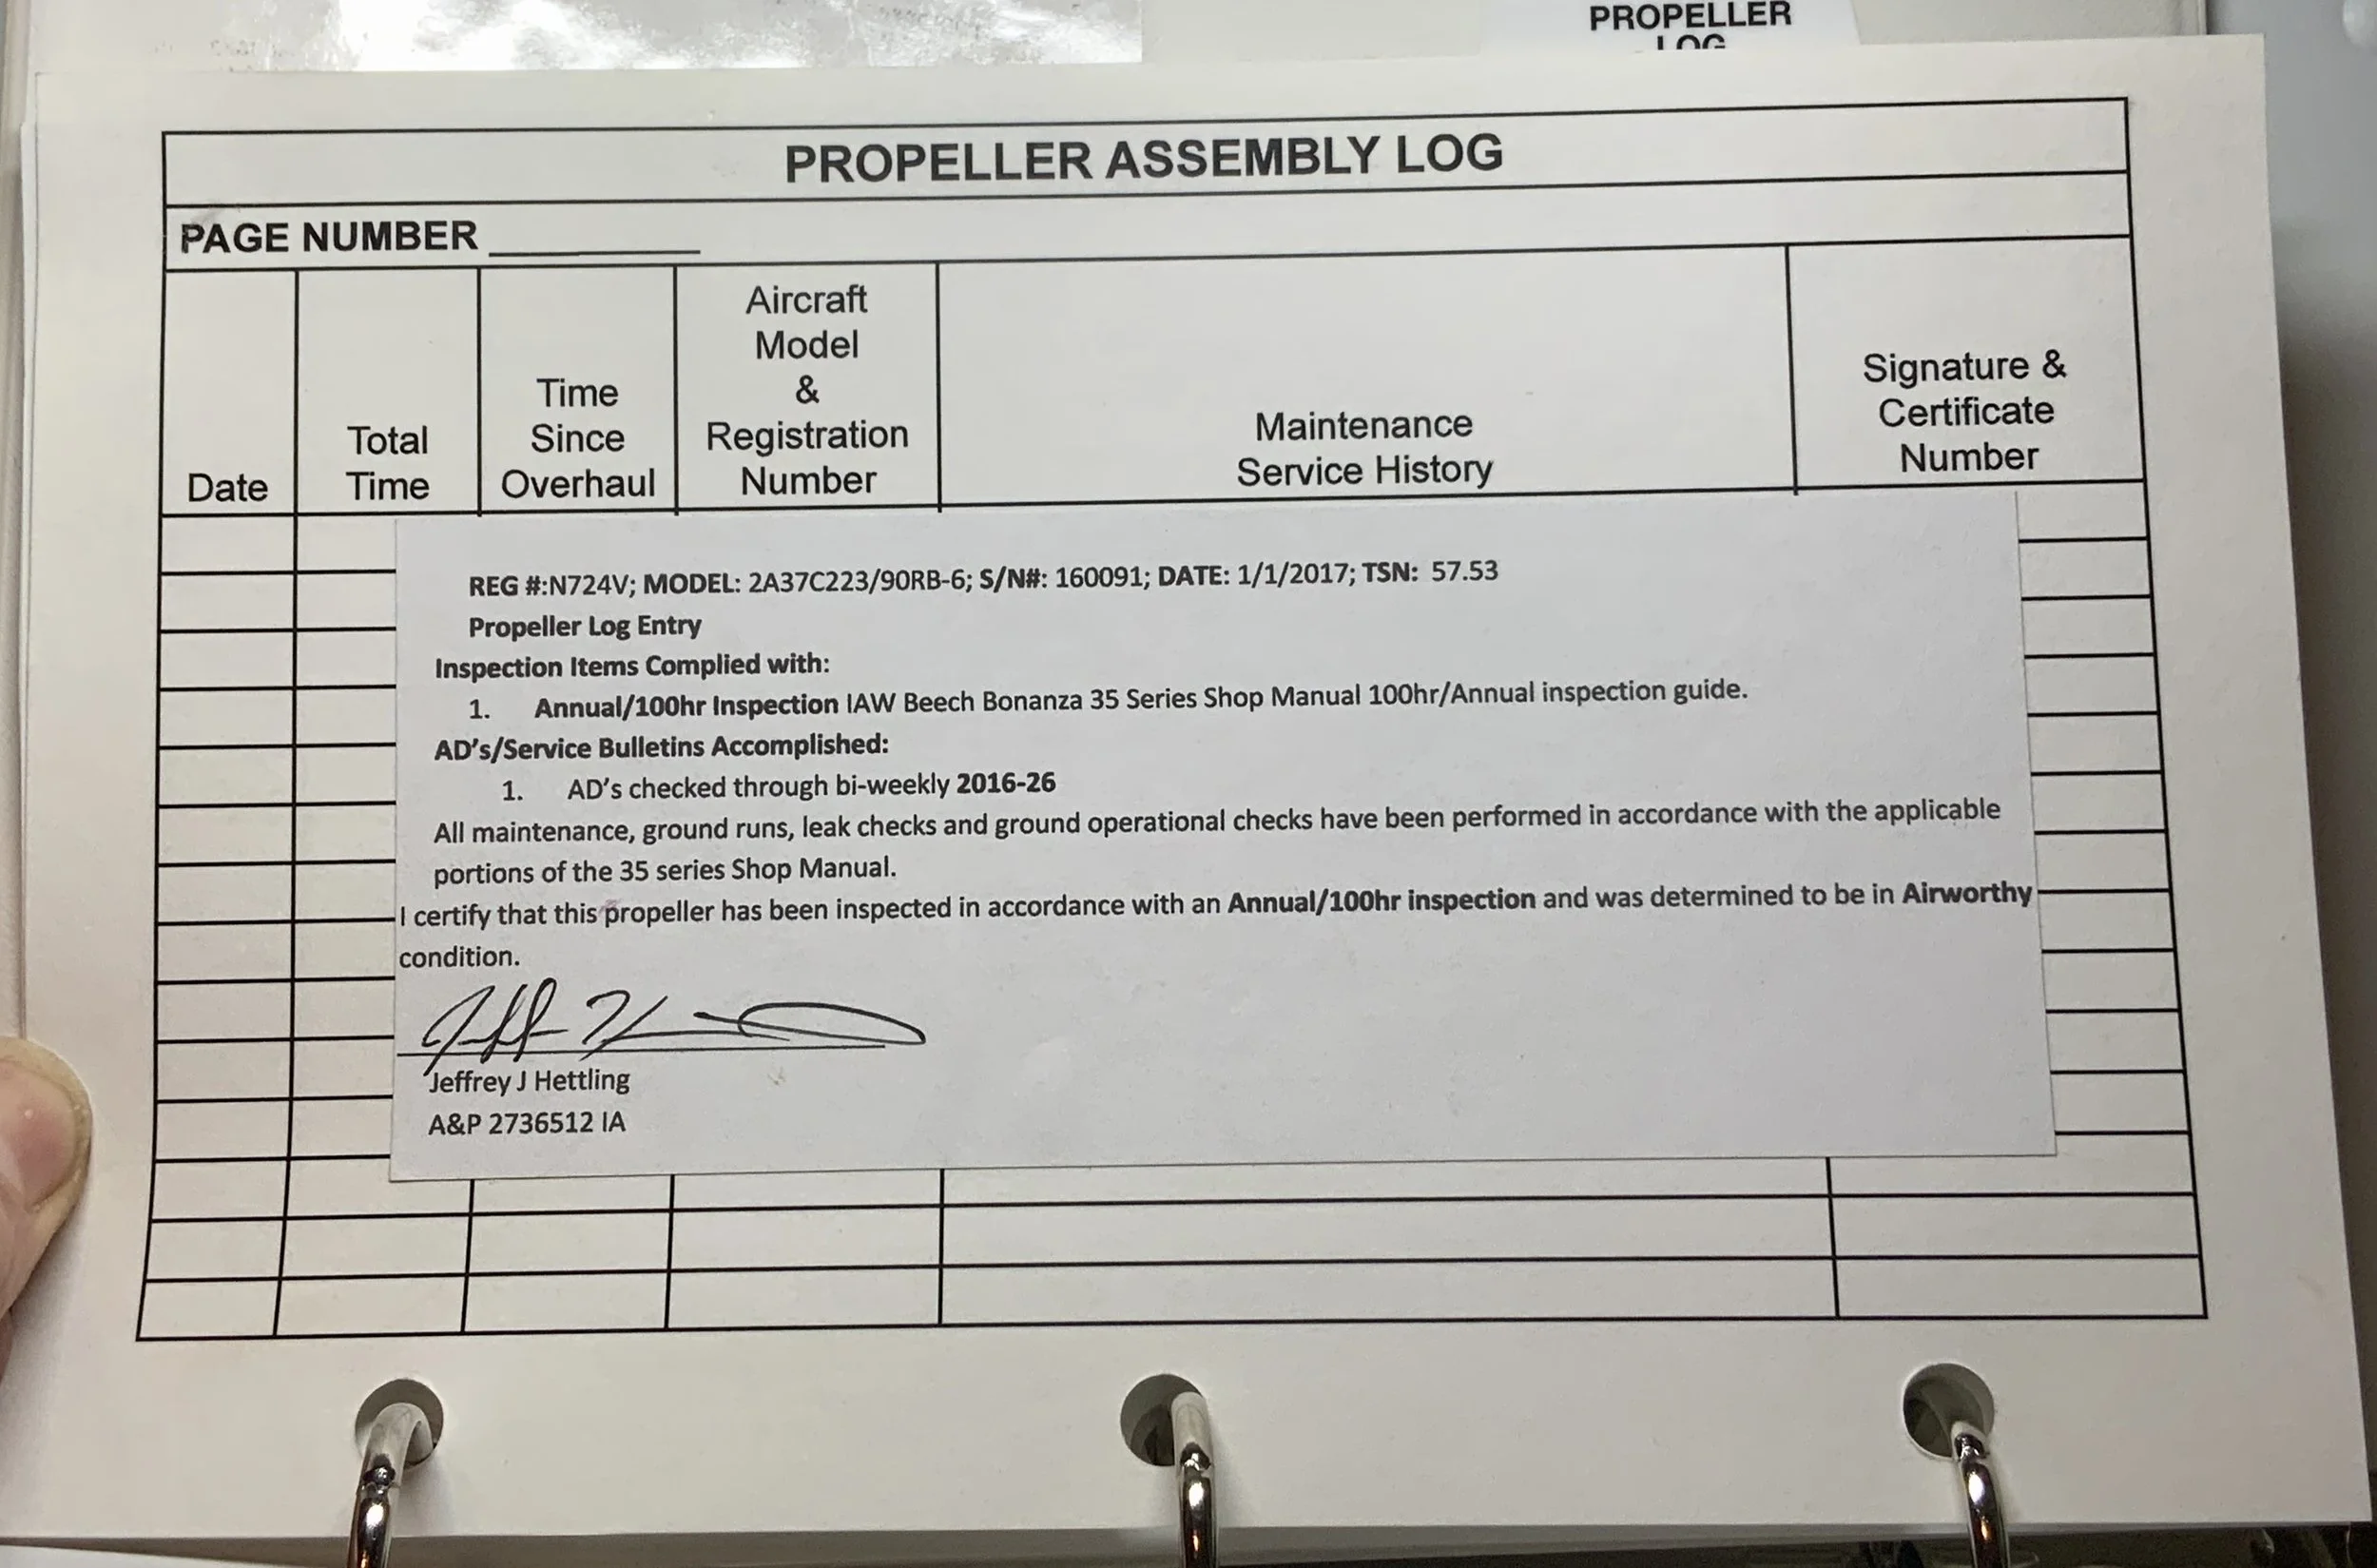 PROPELLER
LOG
PROPELLER ASSEMBLY LOG
PAGE NUMBER
Date
Total
Time
Time
Since
Overhaul
Aircraft
Model
&
Registration
Number
Maintenance
Service History
Signature &
Certificate
Number
REG #:N724V; MODEL: 2A37C223/90RB-6; S/N#: 160091; DATE: 1/1/2017; TSN: 57.53
Propeller Log Entry
Inspection Items Complied with:
1. Annual/100hr Inspection IAW Beech Bonanza 35 Series Shop Manual 100hr/Annual inspection guide.
AD's/Service Bulletins Accomplished:
1. AD's checked through bi-weekly 2016-26
All maintenance, ground runs, leak checks and ground operational checks have been performed in accordance with the applicable
portions of the 35 series Shop Manual.
I certify that this propeller has been inspected in accordance with an Annual/100hr inspection and was determined to be in Airworthy
condition.
Jeffrey J Hettling
A&P 2736512 IA